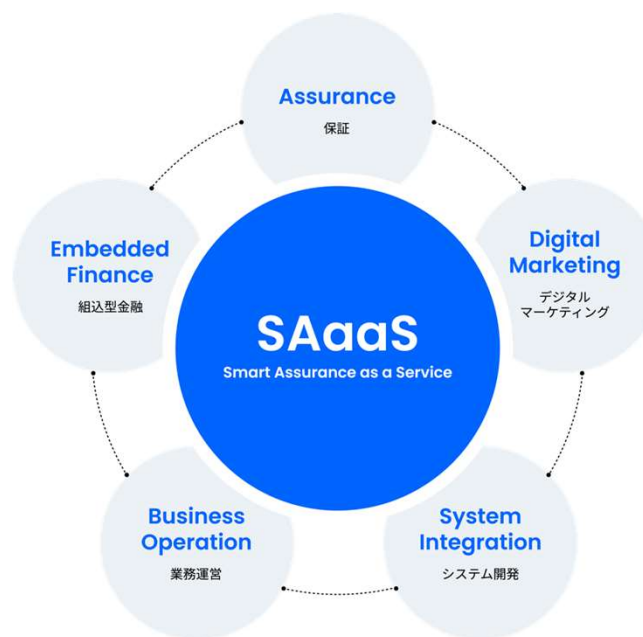 Assurance
保証
Embedded
Finance
組込型金融
Digital
Marketing
デジタル
マーケティング
SAaaS
Smart Assurance as a Service
Business
Operation
業務運営
System
Integration
システム開発